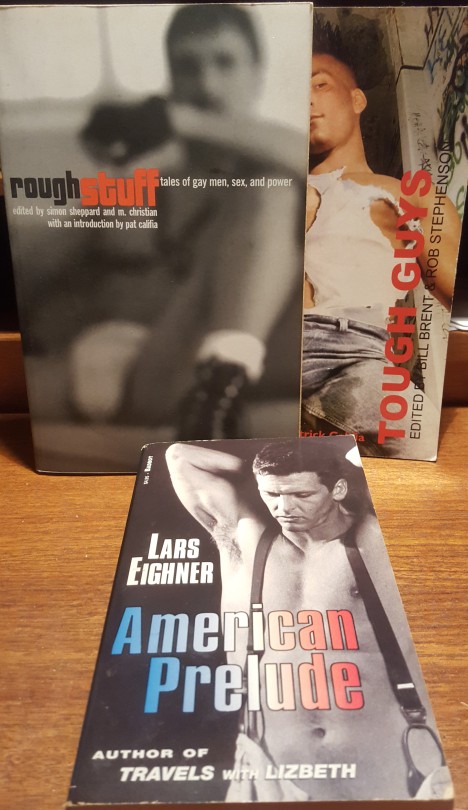 roughstuff tales of gay men, sex, and power
edited by simon sheppard and m. christian
with an introduction by pat califia
TOUGH GUYS
EDITED BY BILL BRENT & ROB STEPHENSON
LARS
EIGHNER
American
Prelude
AUTHOR OF
TRAVELS WITH LIZBETH